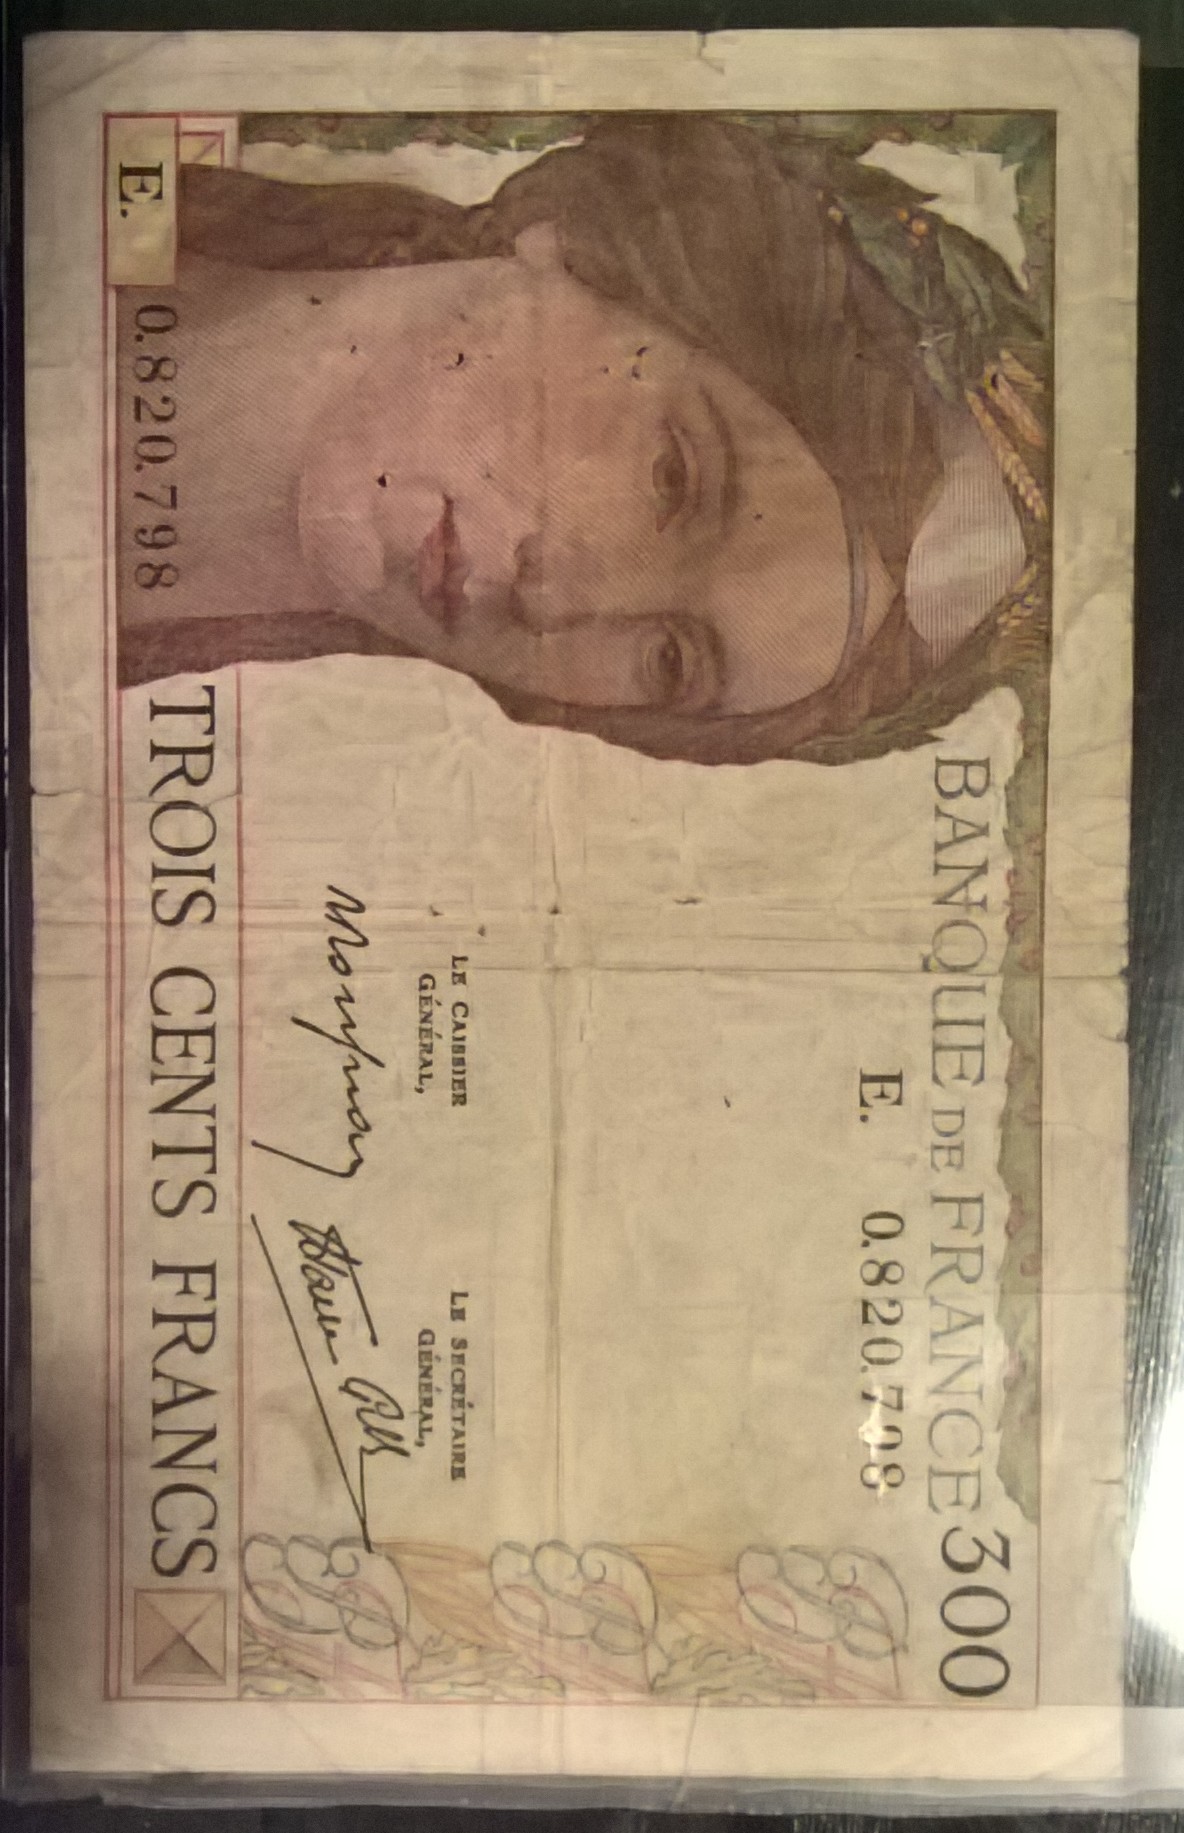 BANQUE DE FRANCE 300
E. 0.820.798
LE CAISSIER
GÉNÉRAL,
LE SECRÉTAIRE
GÉNÉRAL,
E.
0.820.798
TROIS CENTS FRANCS